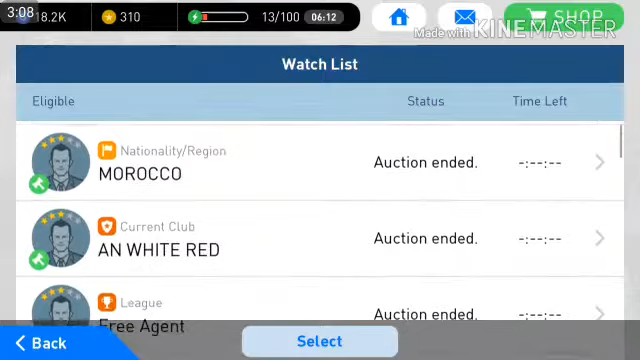 3:08
18.2K
310
13/100
06:12
SHOP
Made with KINEMASTER
Watch List
Eligible
Status
Time Left
Nationality/Region
MOROCCO
Auction ended.
-:--:--
Current Club
AN WHITE RED
Auction ended.
-:--:--
League
Free Agent
Auction ended.
-:--:--
Back
Select